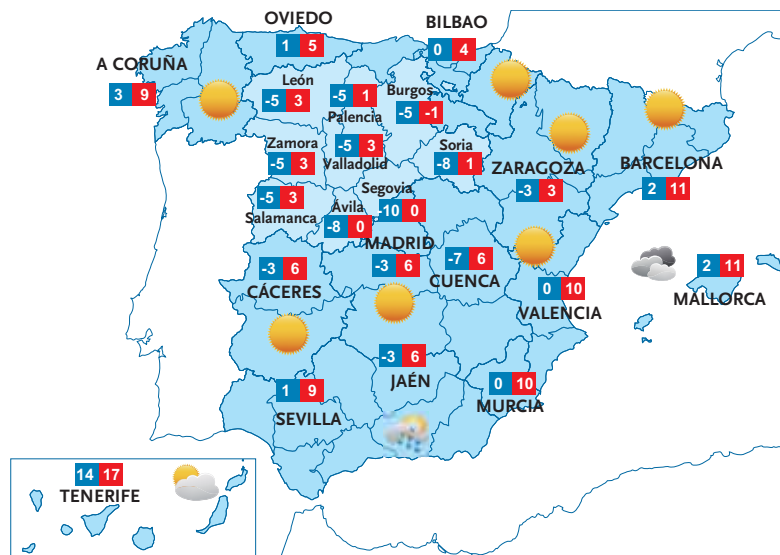 OVIEDO
1 5
BILBAO
0 4
A CORUÑA
3 9
León
-5 3
-5 1
Palencia
Burgos
-5 -1
Zamora
-5 3
-5 3
Valladolid
Soria
-8 1
ZARAGOZA
-3 3
BARCELONA
2 11
-5 3
Salamanca
Ávila
-8 0
Segovia
-10 0
MADRID
-3 6
-7 6
CUENCA
-3 6
CÁCERES
0 10
VALENCIA
2 11
MALLORCA
-3 6
JAÉN
1 9
SEVILLA
0 10
MURCIA
14 17
TENERIFE